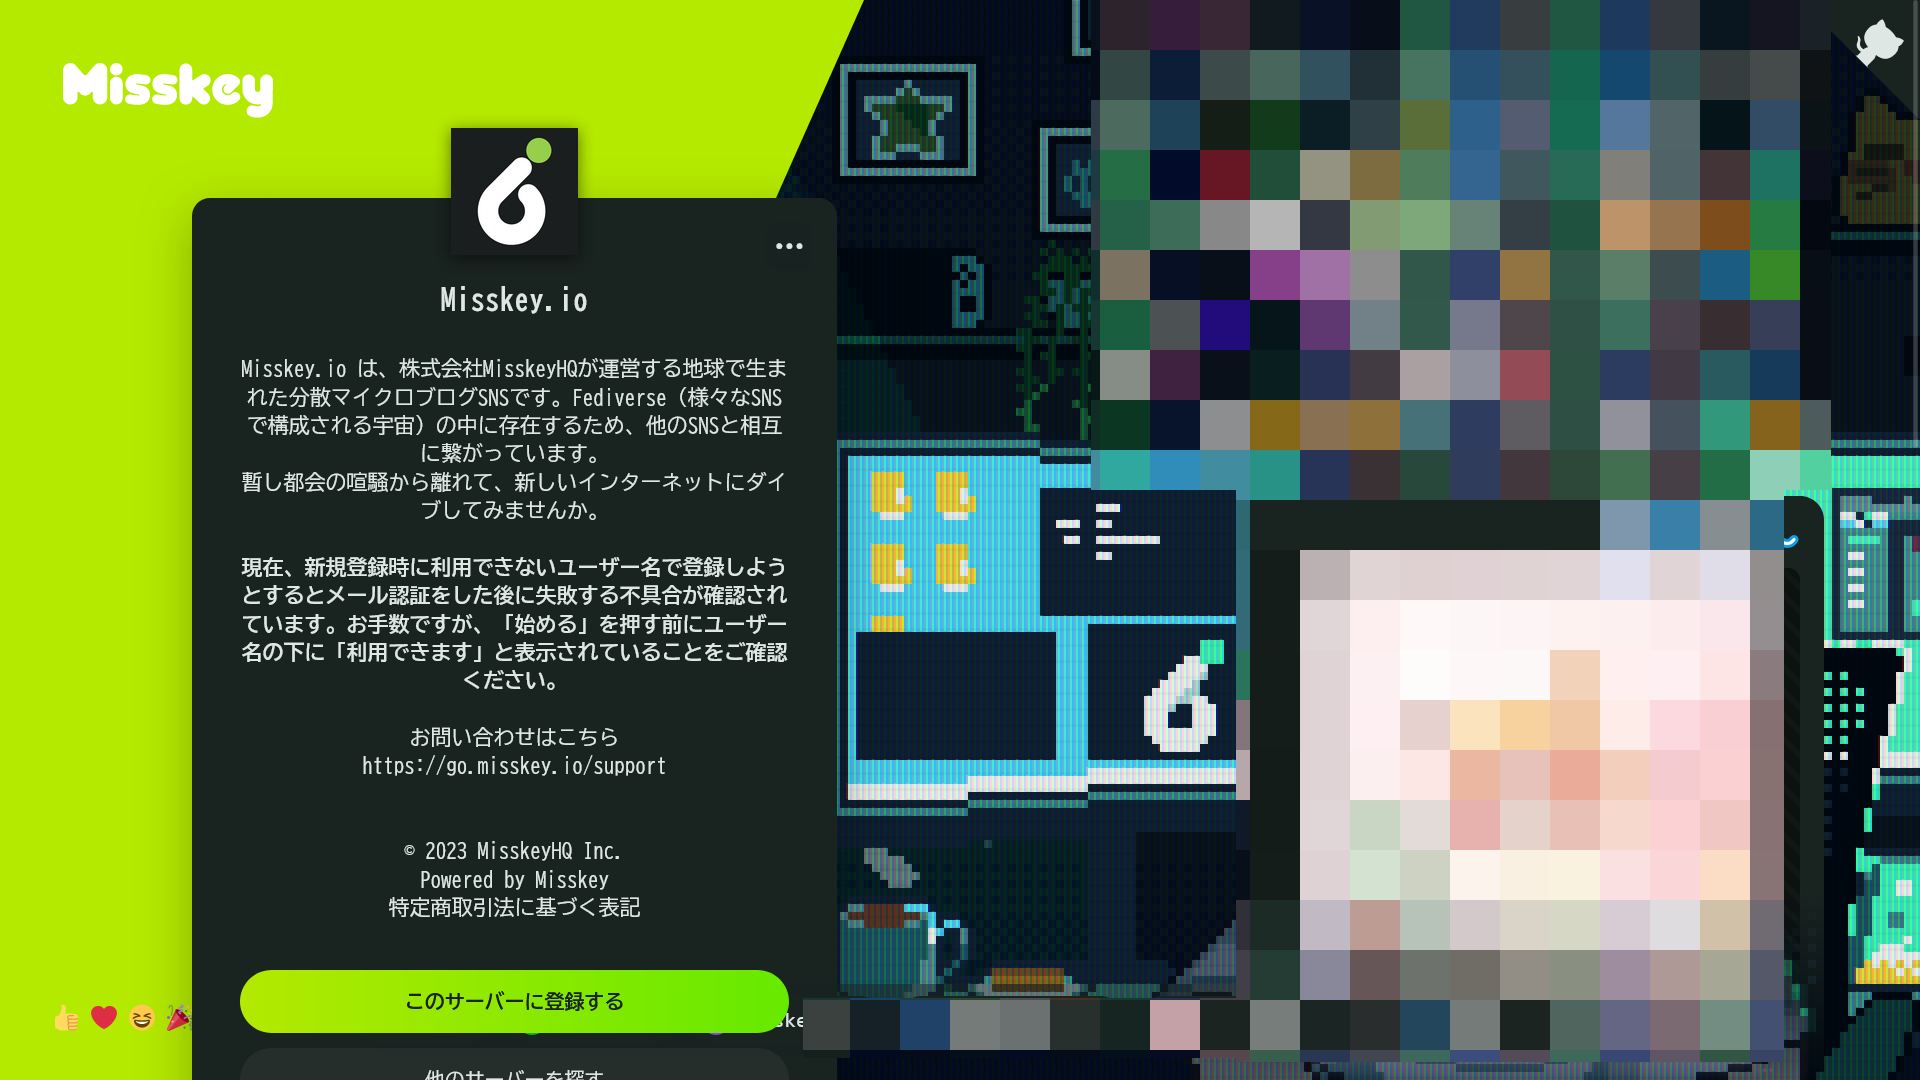 Misskey
Misskey.io
Misskey.io は、株式会社MisskeyHQが運営する地球で生ま
れた分散マイクロブログSNSです。Fediverse（様々なSNS
で構成される宇宙）の中に存在するため、他のSNSと相互
に繋がっています。
暫し都会の喧騒から離れて、新しいインターネットにダイ
ブしてみませんか。
現在、新規登録時に利用できないユーザー名で登録しよう
とするとメール認証をした後に失敗する不具合が確認され
ています。お手数ですが、「始める」を押す前にユーザー
名の下に「利用できます」と表示されていることをご確認
ください。
お問い合わせはこちら
https://go.misskey.io/support
© 2023 MisskeyHQ Inc.
Powered by Misskey
特定商取引法に基づく表記
このサーバーに登録する
他のサーバーを探す